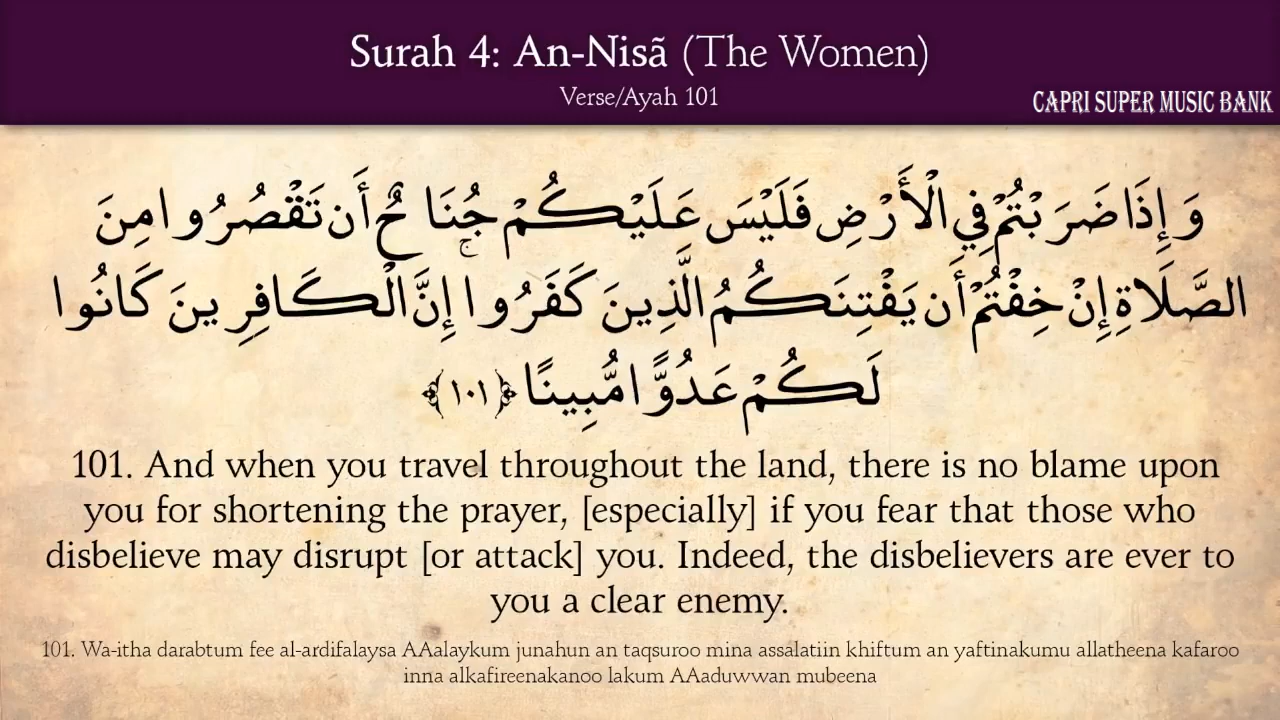 Surah 4: An-Nisã (The Women)
Verse/Ayah 101
CAPRI SUPER MUSIC BANK
وَإِذَا ضَرَبْتُمْ فِي الْأَرْضِ فَلَيْسَ عَلَيْكُمْ جُنَاحٌ أَن تَقْصُرُوا مِنَ
الصَّلَاةِ إِنْ خِفْتُمْ أَن يَفْتِنَكُمُ الَّذِينَ كَفَرُوا ۚ إِنَّ الْكَافِرِينَ كَانُوا
لَكُمْ عَدُوًّا مُّبِينًا ﴿١٠١﴾
101. And when you travel throughout the land, there is no blame upon
you for shortening the prayer, [especially] if you fear that those who
disbelieve may disrupt [or attack] you. Indeed, the disbelievers are ever to
you a clear enemy.
101. Wa-itha darabtum fee al-ardifalaysa AAalaykum junahun an taqsuroo mina assalatiin khiftum an yaftinakumu allatheena kafaroo
inna alkafireenakanoo lakum AAaduwwan mubeena